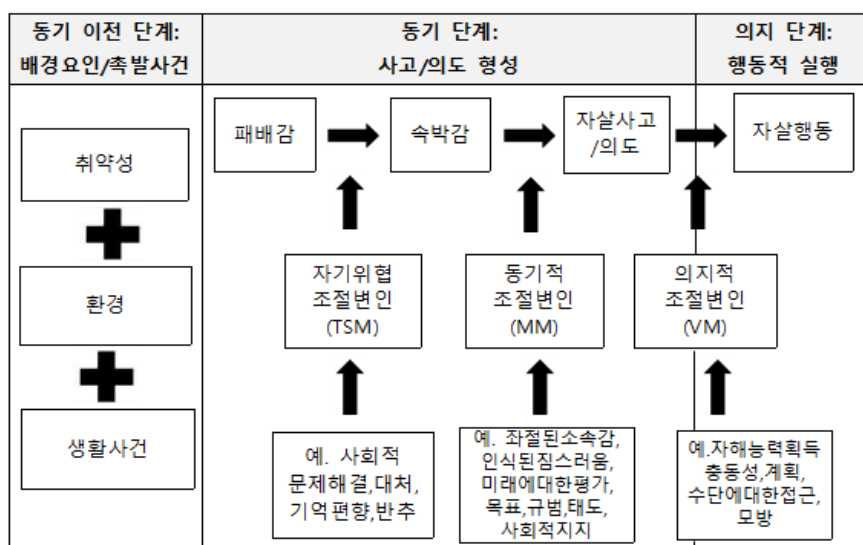 동기 이전 단계:
배경요인/촉발사건
동기 단계:
사고/의도 형성
의지 단계:
행동적 실행
취약성
환경
생활사건
패배감
속박감
자살사고
/의도
자살행동
자기위협
조절변인
(TSM)
동기적
조절변인
(MM)
의지적
조절변인
(VM)
예. 사회적
문제해결,대처,
기억편향,반추
예. 좌절된소속감,
인식된짐스러움,
미래에대한평가,
목표,규범,태도,
사회적지지
예.자해능력획득
충동성,계획,
수단에대한접근,
모방